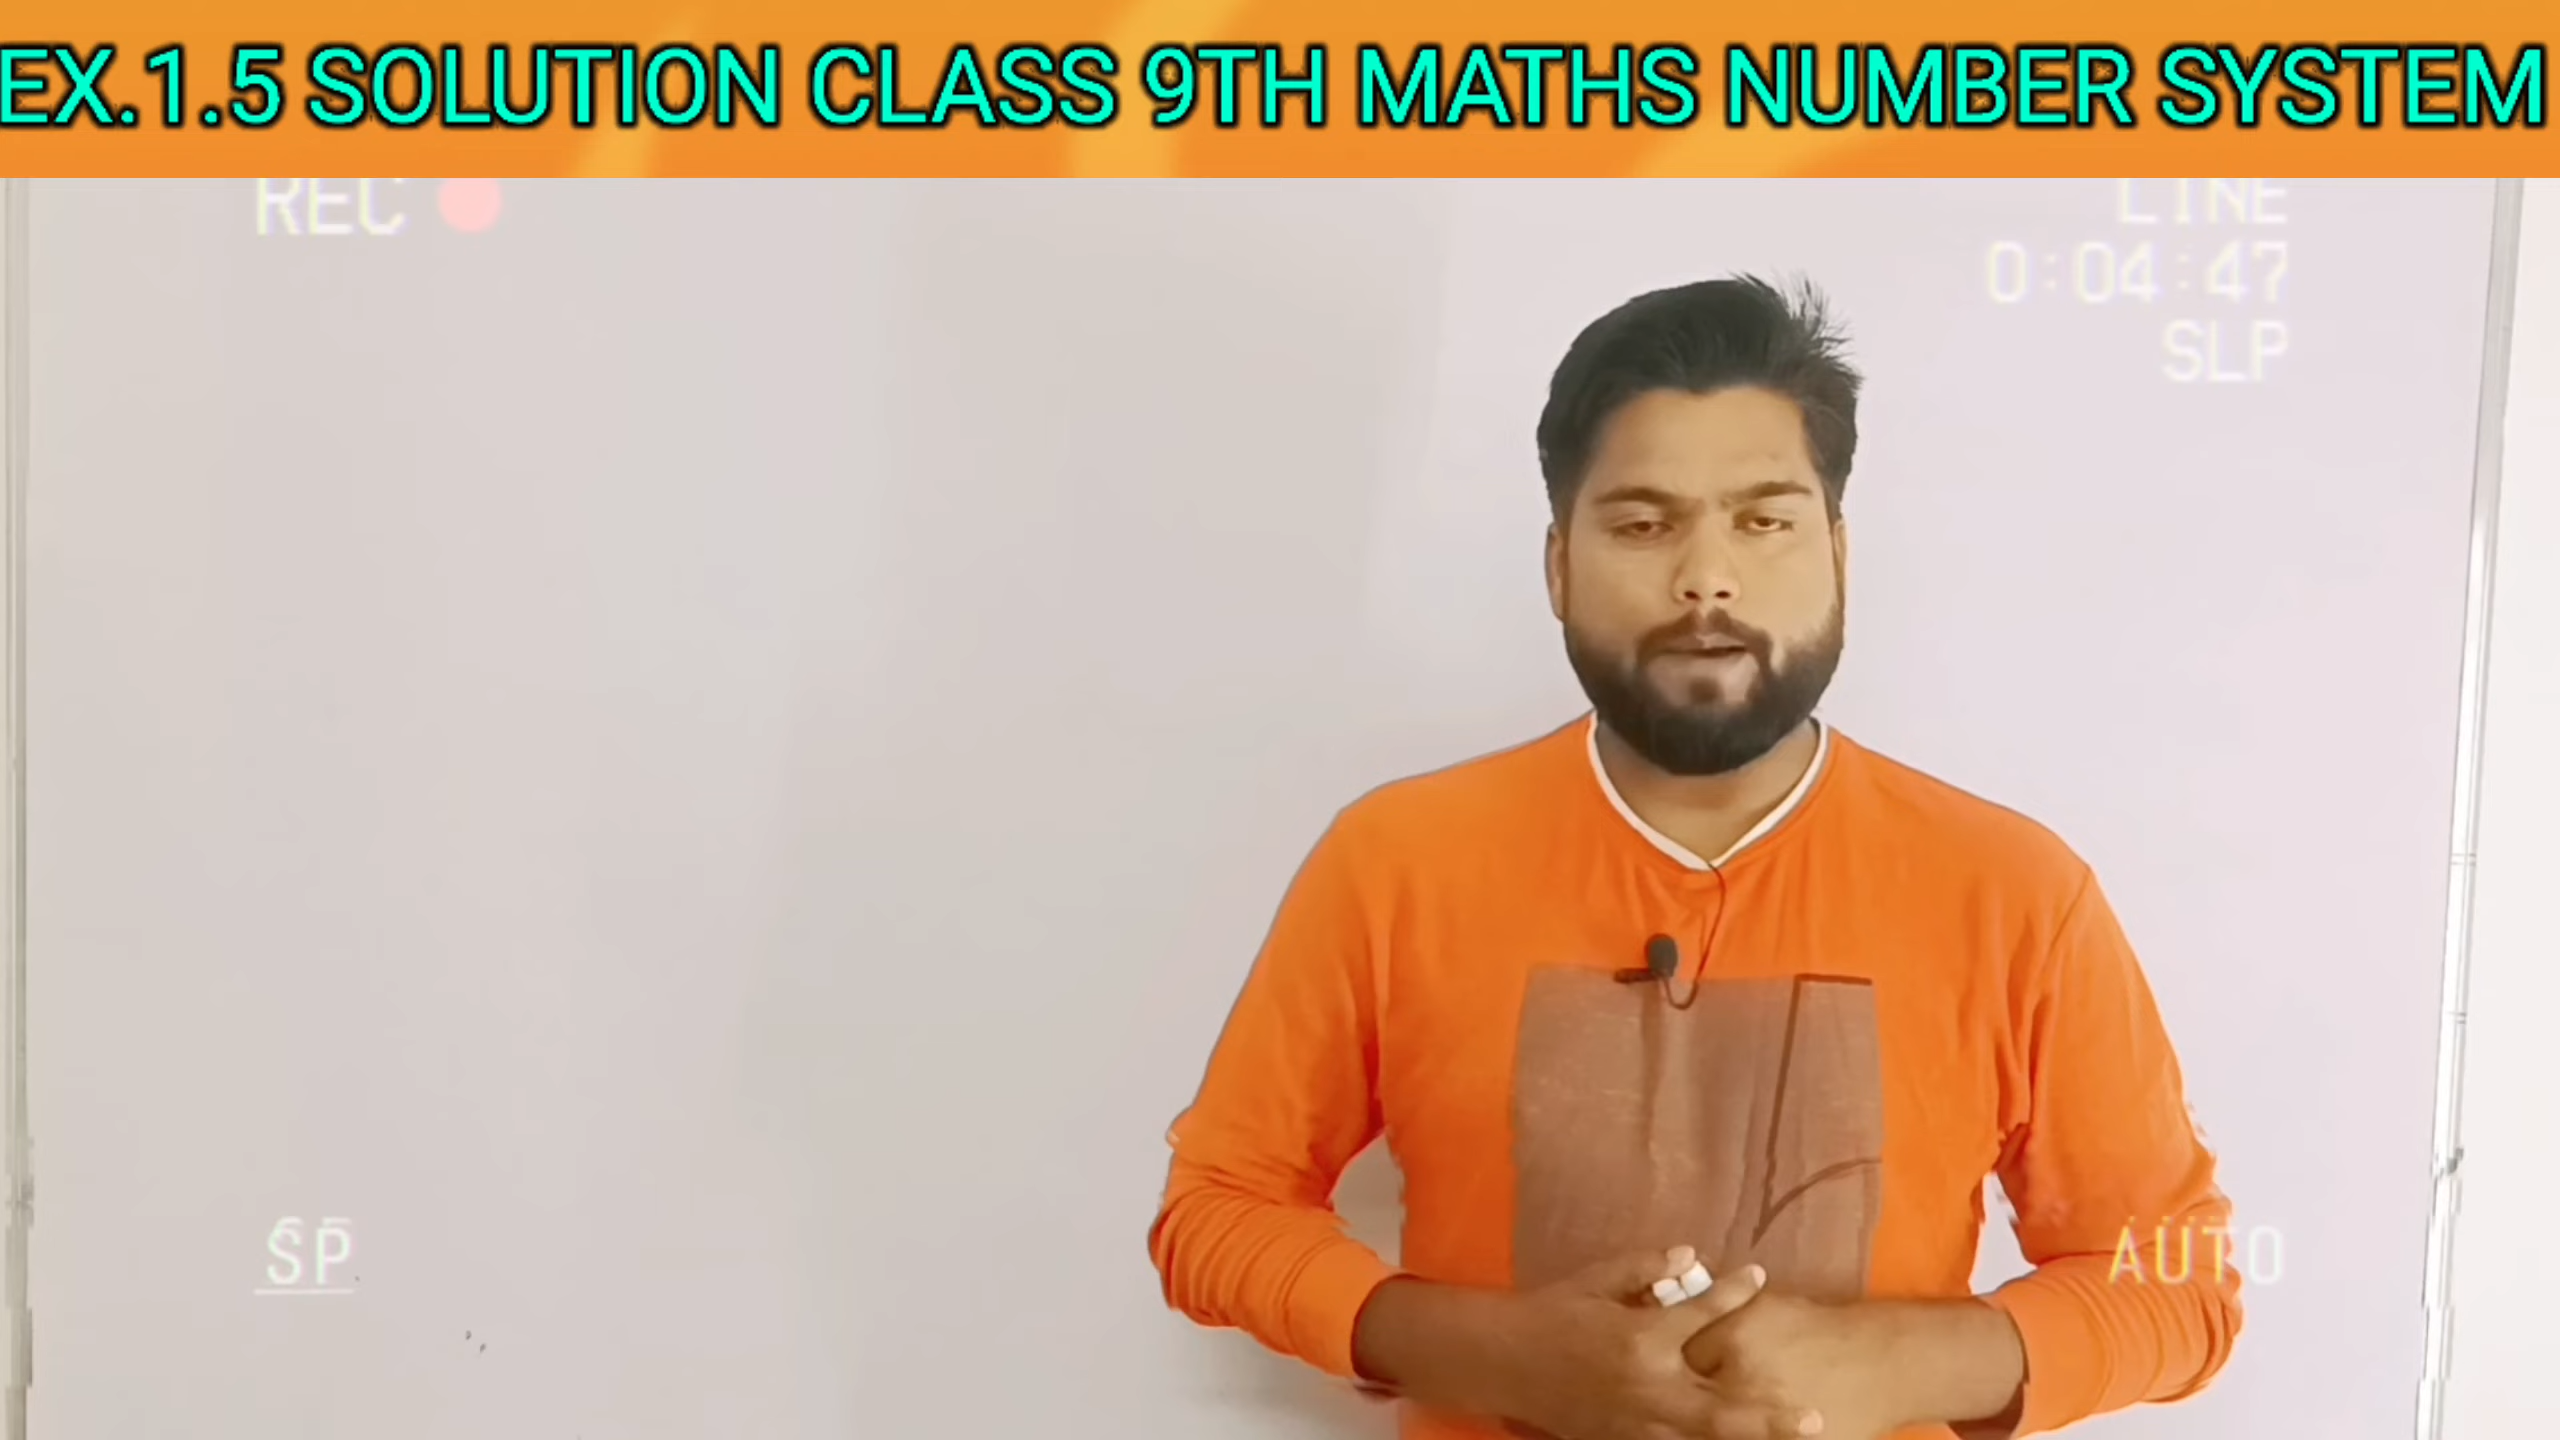 EX.1.5 SOLUTION CLASS 9TH MATHS NUMBER SYSTEM
REC
LINE
0:04:47
SLP
SP
AUTO